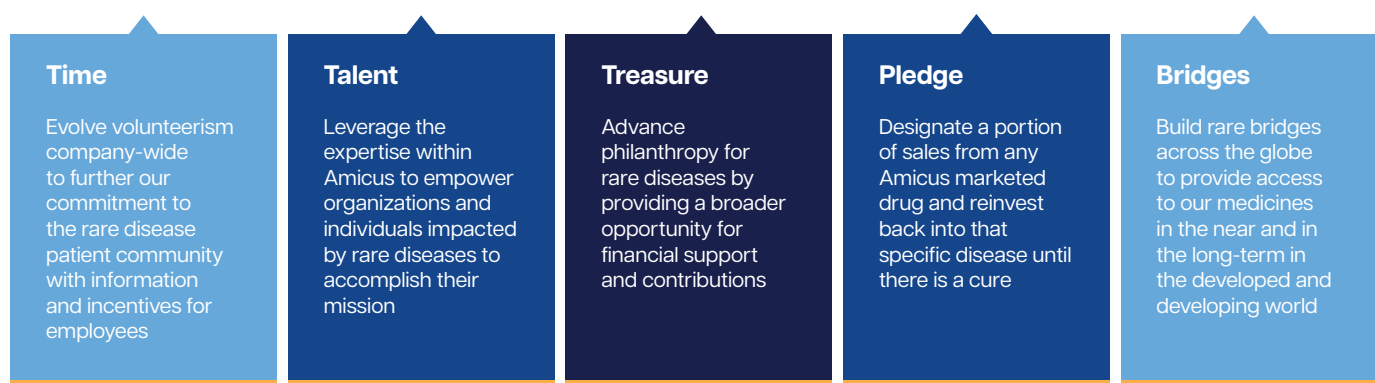 Time
Evolve volunteerism
company-wide
to further our
commitment to
the rare disease
patient community
with information
and incentives for
employees
Talent
Leverage the
expertise within
Amicus to empower
organizations and
individuals impacted
by rare diseases to
accomplish their
mission
Treasure
Advance
philanthropy for
rare diseases by
providing a broader
opportunity for
financial support
and contributions
Pledge
Designate a portion
of sales from any
Amicus marketed
drug and reinvest
back into that
specific disease until
there is a cure
Bridges
Build rare bridges
across the globe
to provide access
to our medicines
in the near and in
the long-term in
the developed and
developing world